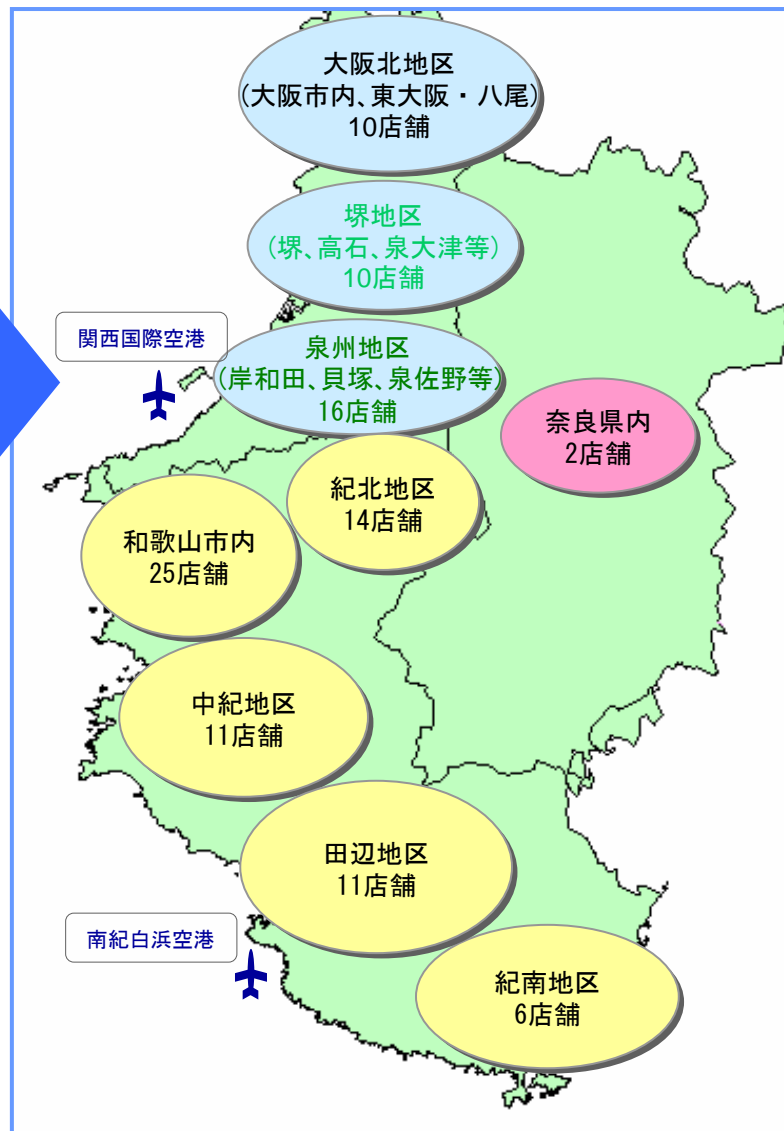 大阪北地区
(大阪市内、東大阪・八尾)
10店舗
堺地区
(堺、高石、泉大津等)
10店舗
関西国際空港
泉州地区
(岸和田、貝塚、泉佐野等)
16店舗
奈良県内
2店舗
紀北地区
14店舗
和歌山市内
25店舗
中紀地区
11店舗
田辺地区
11店舗
南紀白浜空港
紀南地区
6店舗